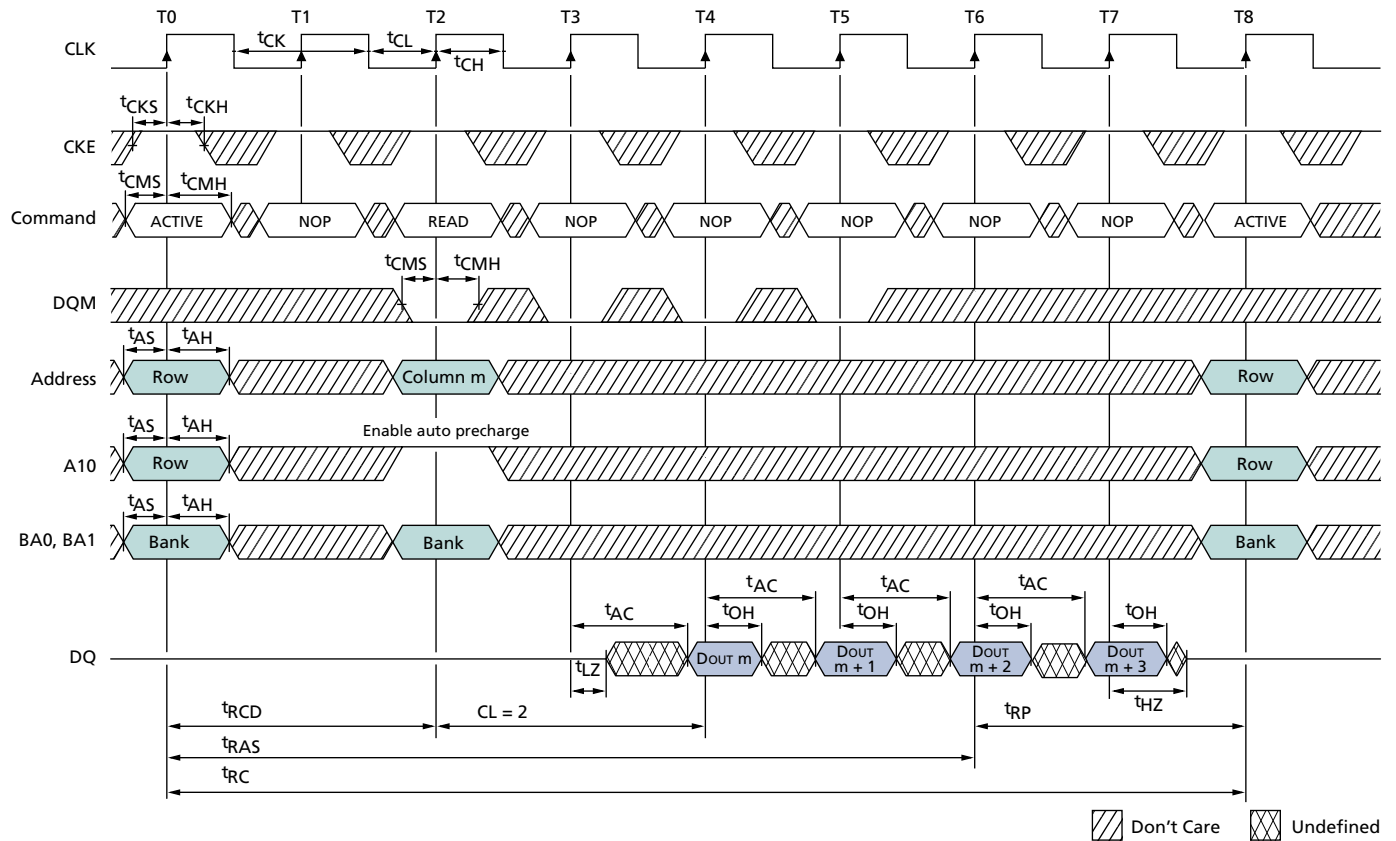 T0 T1 T2 T3 T4 T5 T6 T7 T8
CLK tCK tCL tCH
tCKS tCKH
CKE
tCMS tCMH
Command ACTIVE NOP READ NOP NOP NOP NOP NOP ACTIVE
tCMS tCMH
DQM
tAS tAH
Address Row Column m Row
tAS tAH Enable auto precharge
A10 Row Row
tAS tAH
BA0, BA1 Bank Bank Bank
tAC tAC tAC
tAC tOH tOH tOH tOH
DQ DOUT m DOUT m + 1 DOUT m + 2 DOUT m + 3
tLZ tHZ
tRCD CL = 2 tRP
tRAS
tRC
Don't Care Undefined